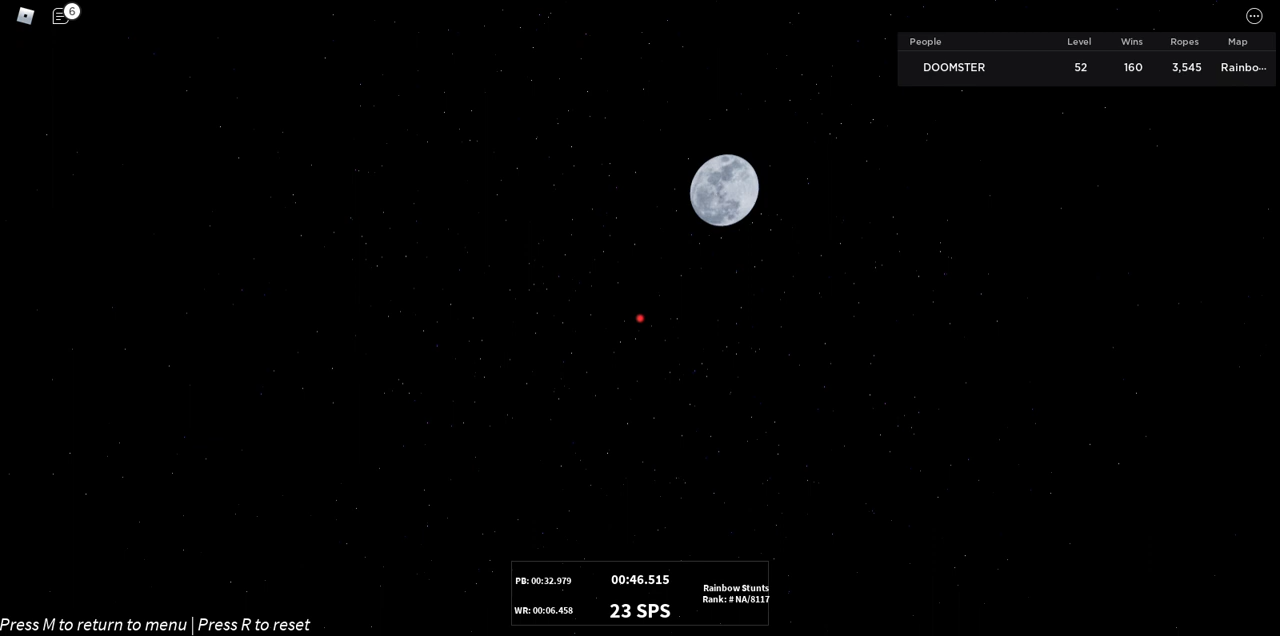 6
People Level Wins Ropes Map
DOOMSTER 52 160 3,545 Rainbo...
PB: 00:32.979 00:46.515 Rainbow Stunts
Rank: # NA/8117
WR: 00:06.458 23 SPS
Press M to return to menu | Press R to reset